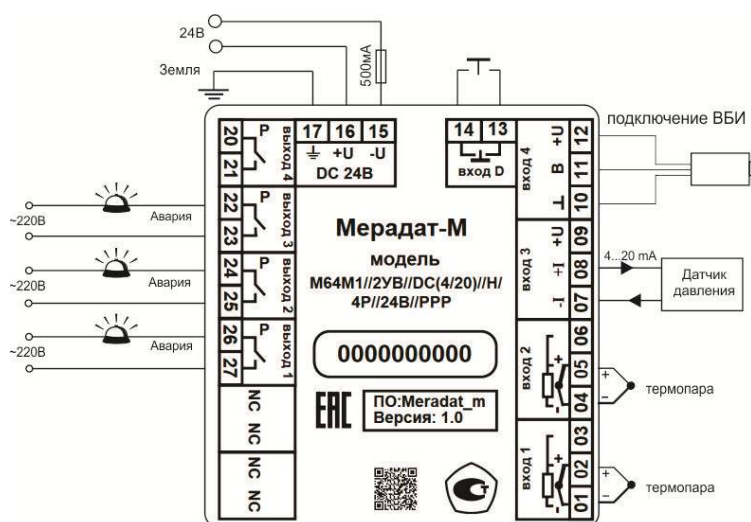 24В
Земля
500мА
подключение ВБИ
17 16 15
+U -U
DC 24В
14 13
вход D
20
21
P
выход 4
22
23
выход 3
24
25
P
выход 2
26
27
P
выход 1
NC NC
NC NC
~220В
Авария
~220В
Авария
~220В
Авария
Мерадат-М
модель
М64М1//2УВ//DC(4/20)//Н/
4Р//24В//РРР
0000000000
EAC
ПО:Meradat_m
Версия: 1.0
вход 4
+U
B
12
11
10
вход 3
+U
+I
-I
09
08
07
4...20 mA
Датчик
давления
вход 2
+
-
06
05
04
+
−
термопара
вход 1
+
-
03
02
01
+
−
термопара